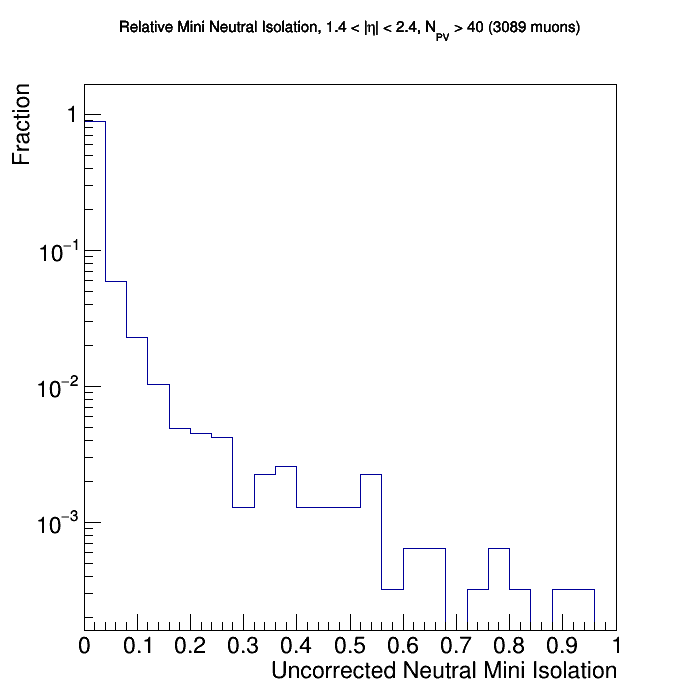 Relative Mini Neutral Isolation, 1.4 < |η| < 2.4, N_PV > 40 (3089 muons)
Fraction
1
10⁻¹
10⁻²
10⁻³
0 0.1 0.2 0.3 0.4 0.5 0.6 0.7 0.8 0.9 1
Uncorrected Neutral Mini Isolation